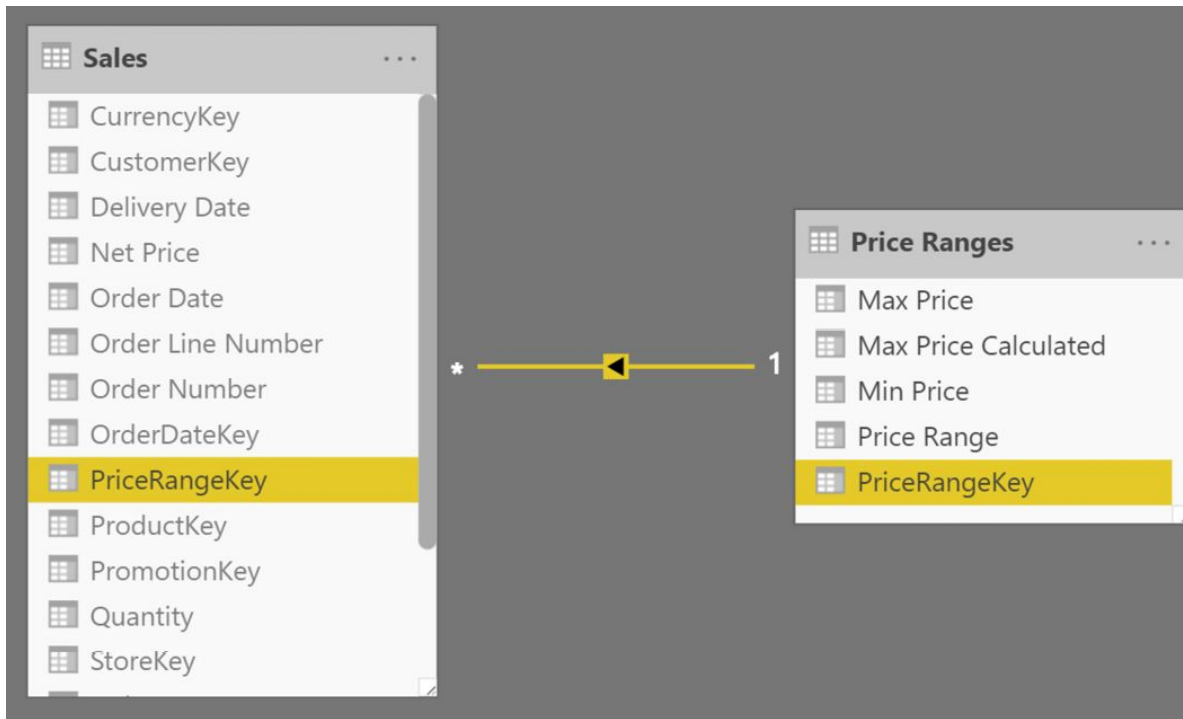 Sales
CurrencyKey
CustomerKey
Delivery Date
Net Price
Order Date
Order Line Number
Order Number
OrderDateKey
PriceRangeKey
ProductKey
PromotionKey
Quantity
StoreKey
* 1
Price Ranges
Max Price
Max Price Calculated
Min Price
Price Range
PriceRangeKey